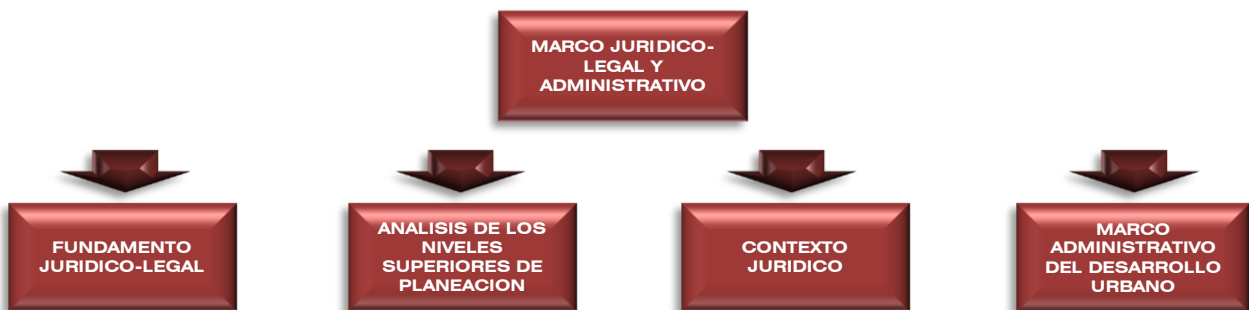 MARCO JURIDICO-
LEGAL Y
ADMINISTRATIVO
FUNDAMENTO
JURIDICO-LEGAL
ANALISIS DE LOS
NIVELES
SUPERIORES DE
PLANEACION
CONTEXTO
JURIDICO
MARCO
ADMINISTRATIVO
DEL DESARROLLO
URBANO